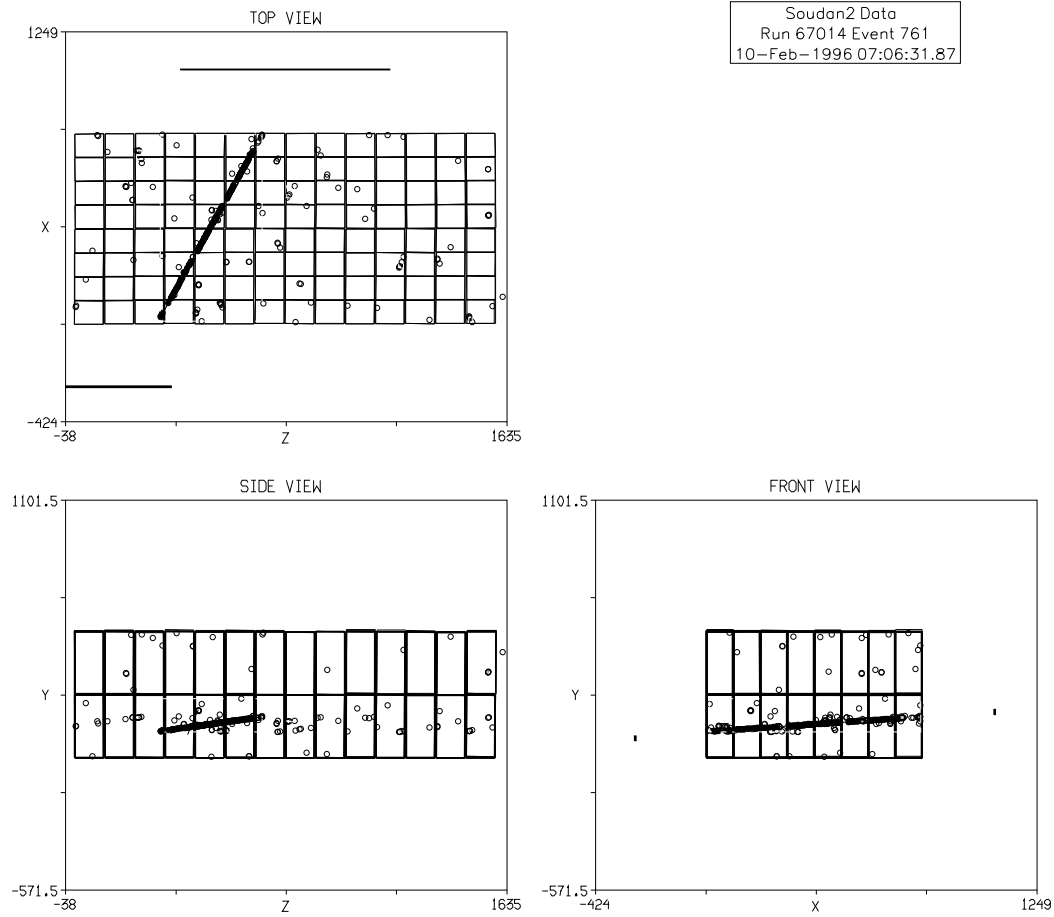 TOP VIEW
Soudan2 Data
Run 67014 Event 761
10-Feb-1996 07:06:31.87
1249
X
-424
-38
Z
1635
SIDE VIEW
FRONT VIEW
1101.5
1101.5
Y
Y
-571.5
-571.5
-38
Z
1635
-424
X
1249